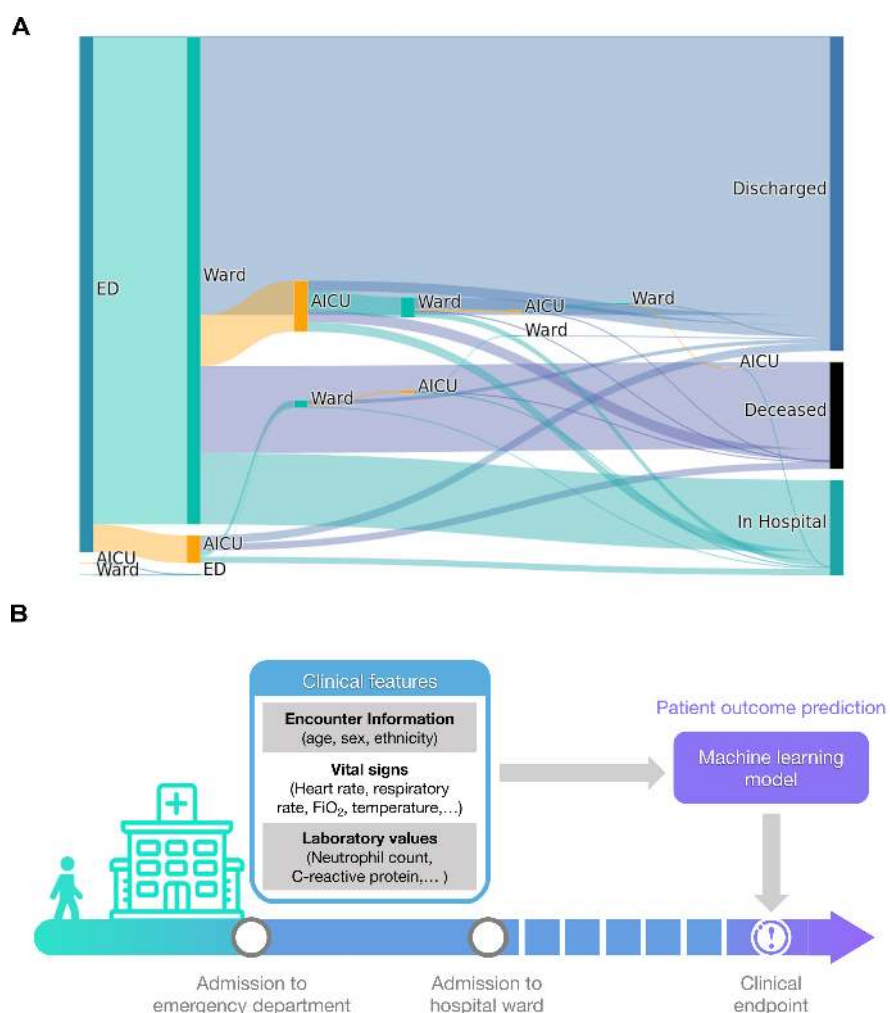 A
Discharged
Ward
ED
AICU
Ward
AICU
Ward
Ward
AICU
AICU
Ward
Deceased
In Hospital
AICU
AICU
Ward
ED
B
Clinical features
Encounter Information
(age, sex, ethnicity)
Vital signs
(Heart rate, respiratory
rate, FiO₂, temperature,...)
Laboratory values
(Neutrophil count,
C-reactive protein,... )
Patient outcome prediction
Machine learning
model
Admission to
emergency department
Admission to
hospital ward
Clinical
endpoint